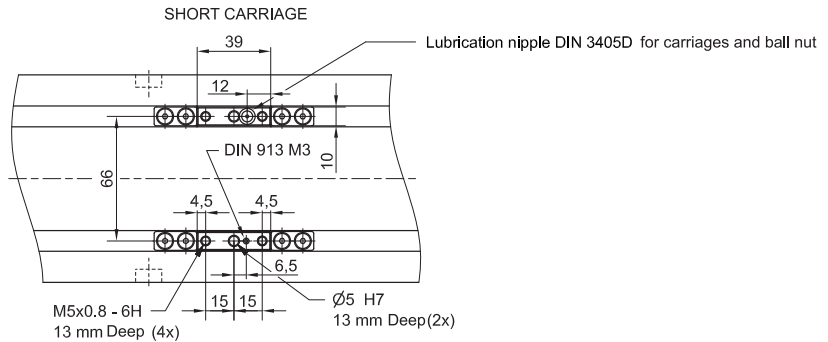 SHORT CARRIAGE
39
Lubrication nipple DIN 3405D for carriages and ball nut
12
DIN 913 M3
10
66
4,5
4,5
6,5
M5x0.8 - 6H
13 mm Deep (4x)
15
15
Ø5 H7
13 mm Deep(2x)